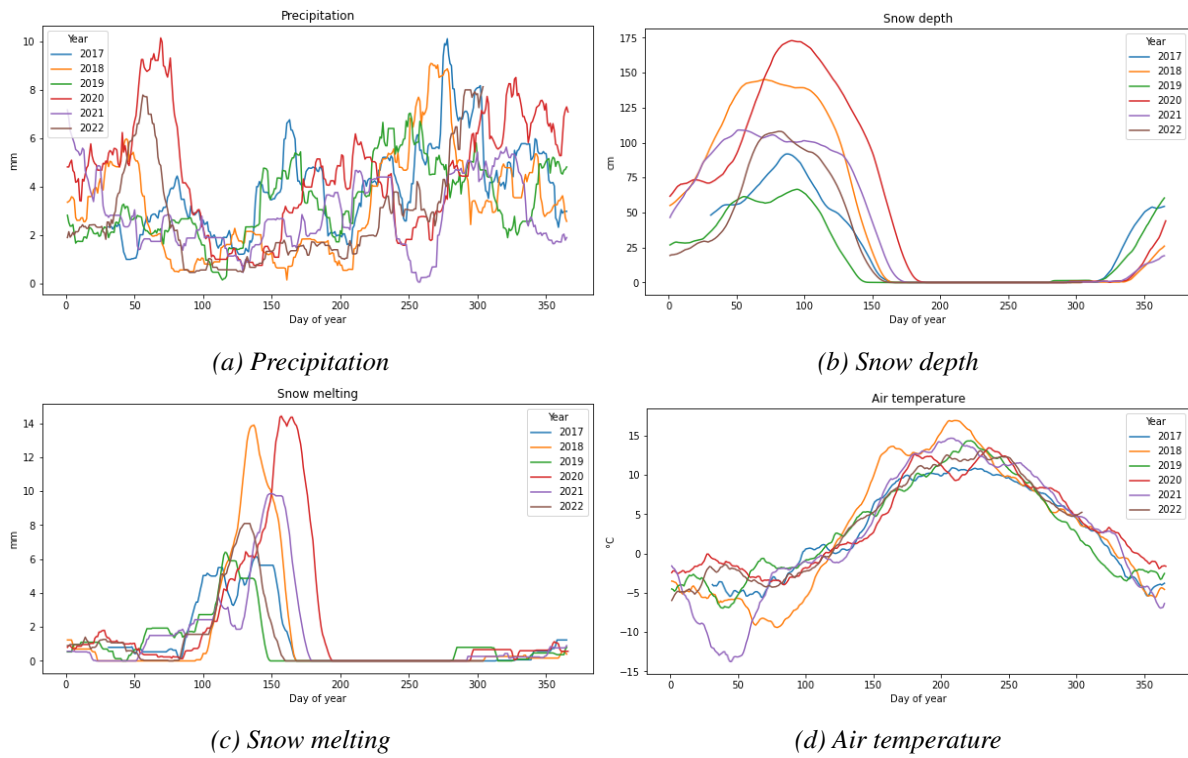 Precipitation
Year
2017
2018
2019
2020
2021
2022
10
8
6
4
2
0
mm
0 50 100 150 200 250 300 350
Day of year
(a) Precipitation
Snow depth
Year
2017
2018
2019
2020
2021
2022
175
150
125
100
75
50
25
0
cm
0 50 100 150 200 250 300 350
Day of year
(b) Snow depth
Snow melting
Year
2017
2018
2019
2020
2021
2022
14
12
10
8
6
4
2
0
mm
0 50 100 150 200 250 300 350
Day of year
(c) Snow melting
Air temperature
Year
2017
2018
2019
2020
2021
2022
15
10
5
0
−5
−10
−15
°C
0 50 100 150 200 250 300 350
Day of year
(d) Air temperature